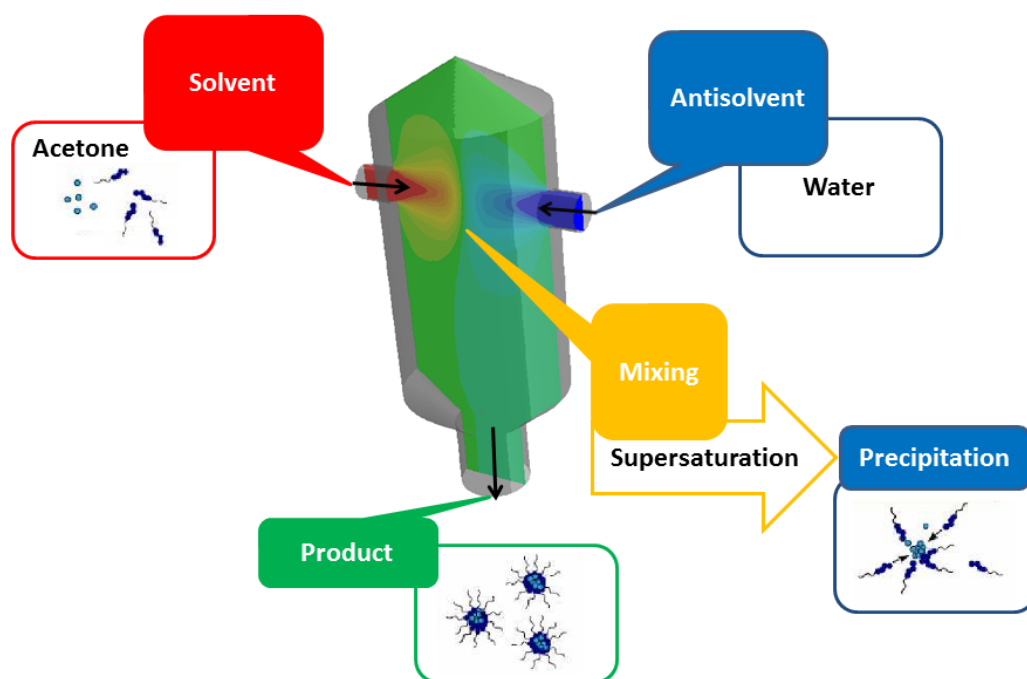 Solvent
Antisolvent
Acetone
Water
Mixing
Supersaturation
Precipitation
Product